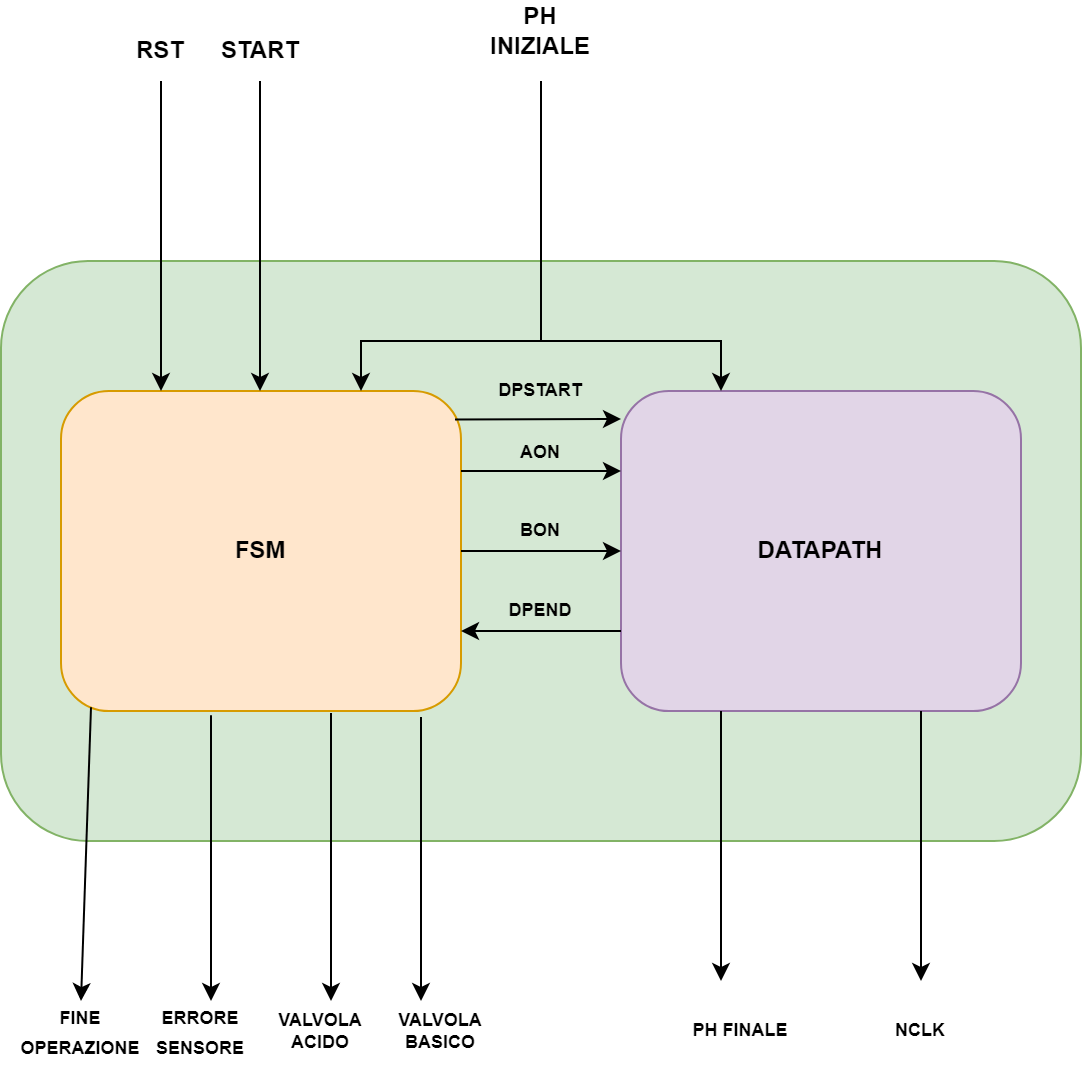 RST
START
PH
INIZIALE
DPSTART
AON
BON
DPEND
FSM
DATAPATH
FINE
OPERAZIONE
ERRORE
SENSORE
VALVOLA
ACIDO
VALVOLA
BASICO
PH FINALE
NCLK